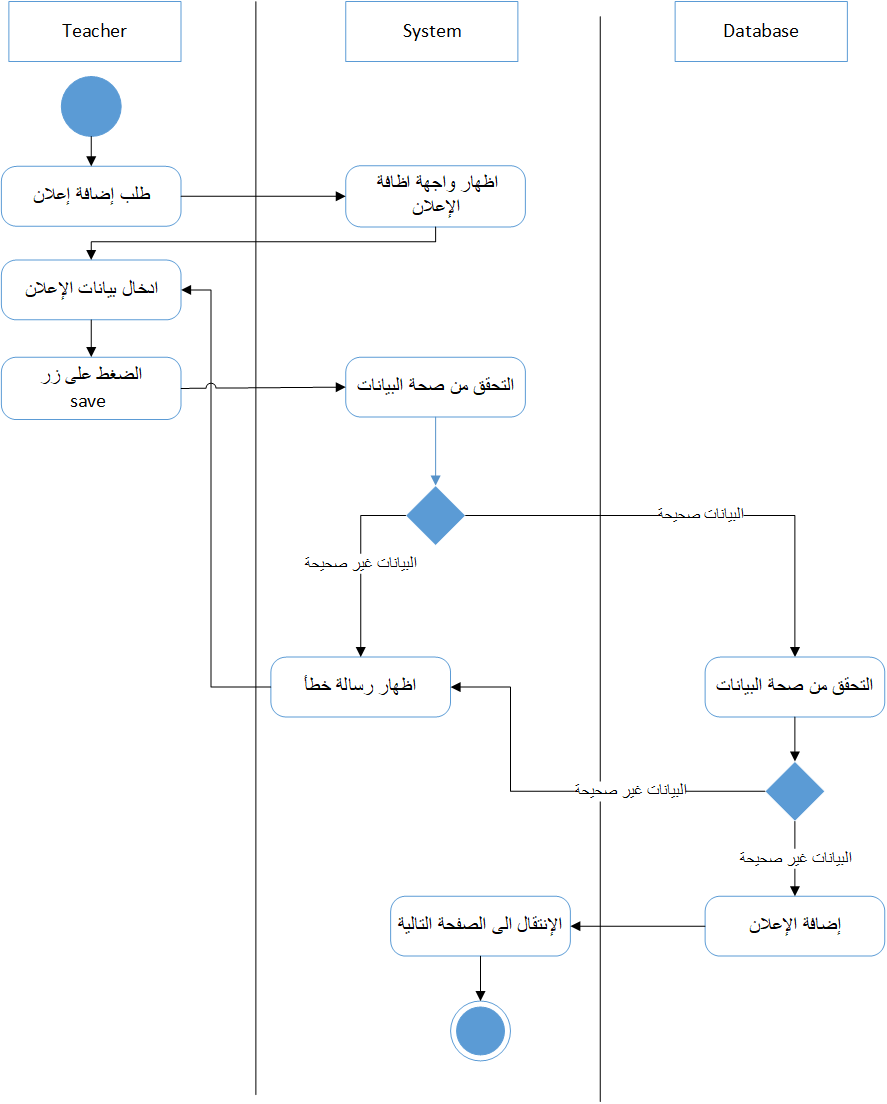 Teacher
System
Database
طلب إضافة إعلان
اظهار واجهة اظافة
الإعلان
ادخال بيانات الإعلان
الضغط على زر
save
التحقق من صحة البيانات
البيانات صحيحة
البيانات غير صحيحة
اظهار رسالة خطأ
التحقق من صحة البيانات
البيانات غير صحيحة
البيانات غير صحيحة
الإنتقال الى الصفحة التالية
إضافة الإعلان